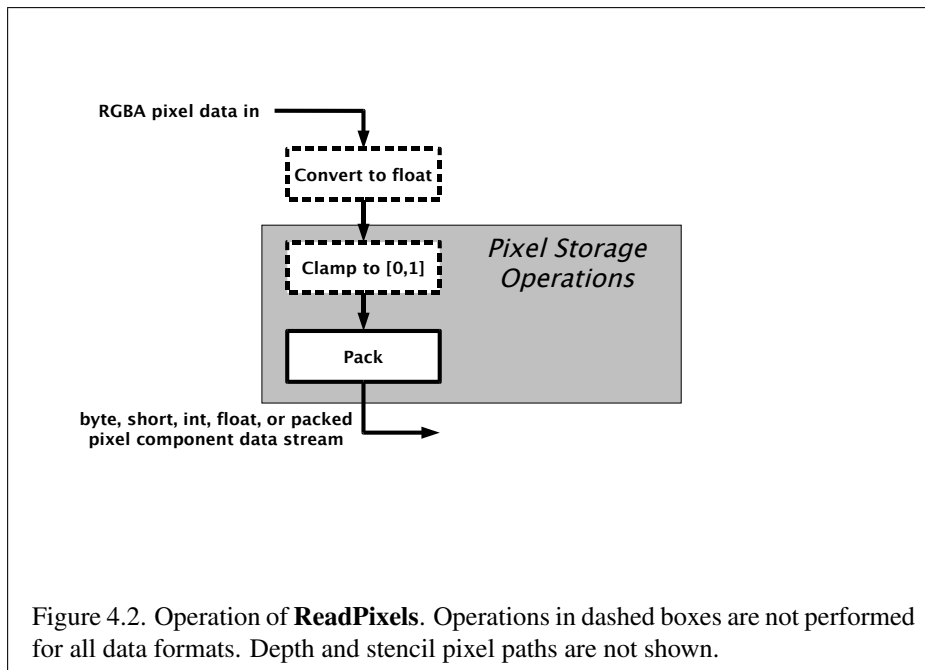 RGBA pixel data in
Convert to float
Pixel Storage
Operations
Clamp to [0,1]
Pack
byte, short, int, float, or packed
pixel component data stream
Figure 4.2. Operation of ReadPixels. Operations in dashed boxes are not performed
for all data formats. Depth and stencil pixel paths are not shown.